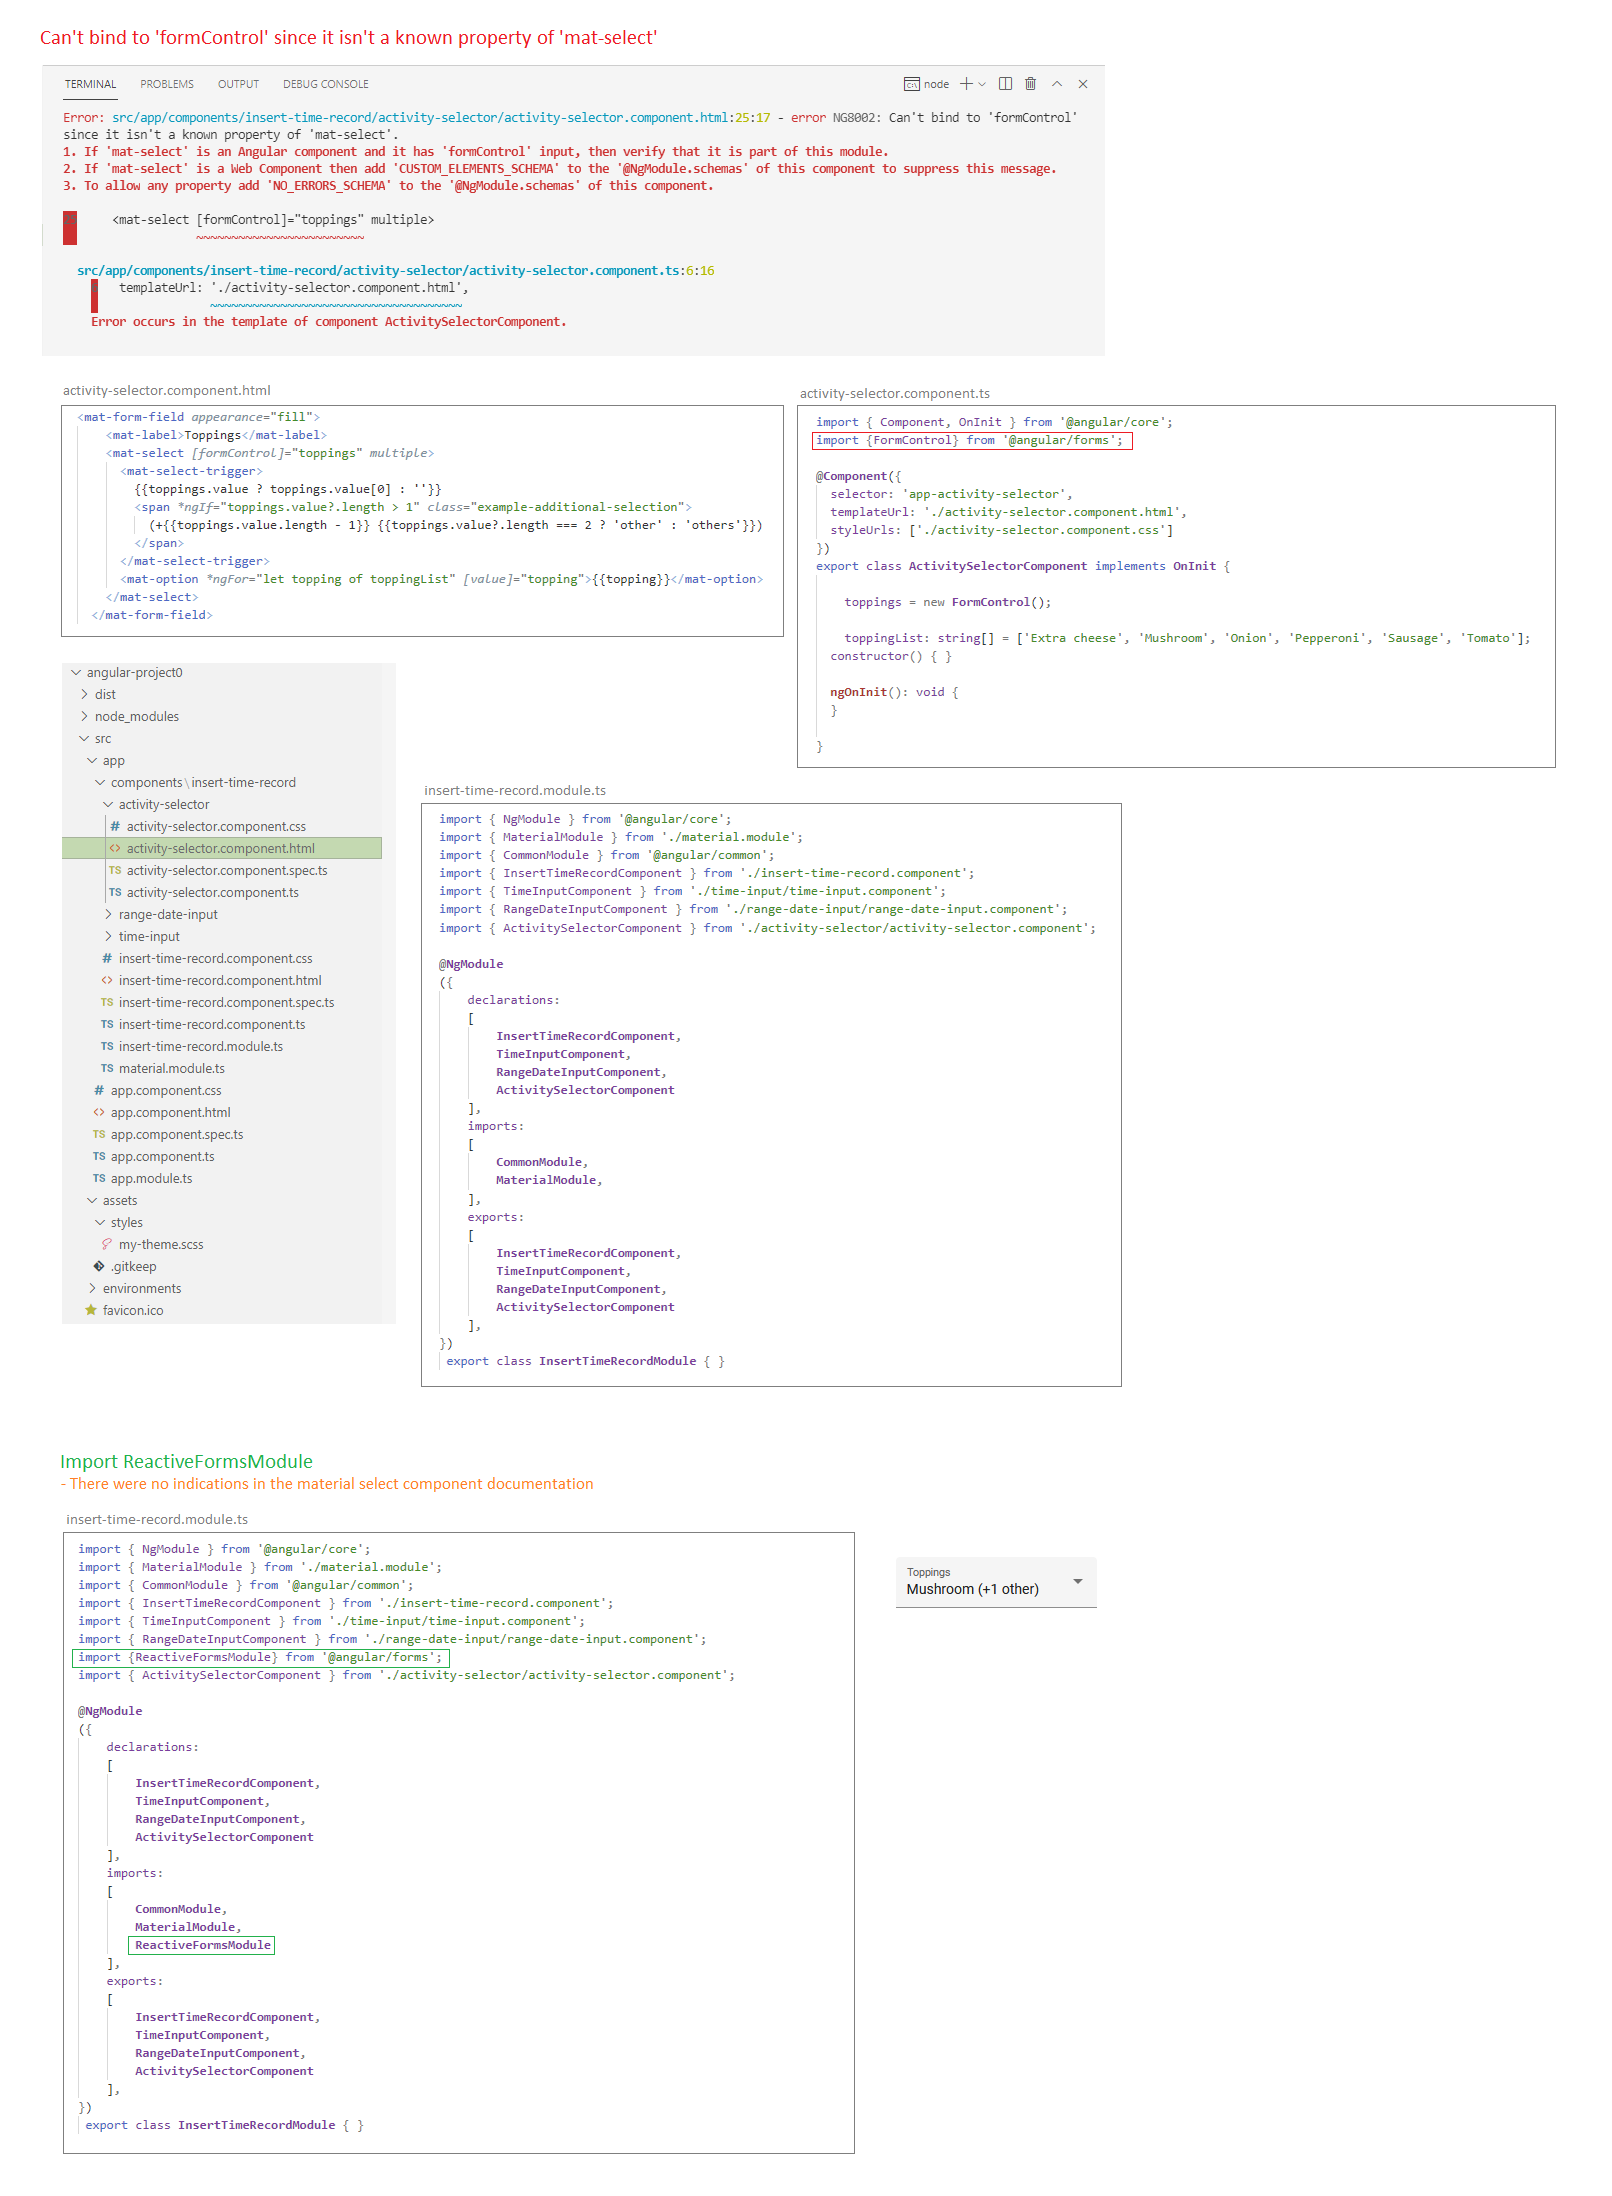 Can't bind to 'formControl' since it isn't a known property of 'mat-select'
TERMINAL PROBLEMS OUTPUT DEBUG CONSOLE node
Error: src/app/components/insert-time-record/activity-selector/activity-selector.component.html:25:17 - error NG8002: Can't bind to 'formControl'
since it isn't a known property of 'mat-select'.
1. If 'mat-select' is an Angular component and it has 'formControl' input, then verify that it is part of this module.
2. If 'mat-select' is a Web Component then add 'CUSTOM_ELEMENTS_SCHEMA' to the '@NgModule.schemas' of this component to suppress this message.
3. To allow any property add 'NO_ERRORS_SCHEMA' to the '@NgModule.schemas' of this component.
<mat-select [formControl]="toppings" multiple>
~~~~~~~~~~~~~~~~~~~~~~~~
src/app/components/insert-time-record/activity-selector/activity-selector.component.ts:6:16
templateUrl: './activity-selector.component.html',
~~~~~~~~~~~~~~~~~~~~~~~~~~~~~~~~~~~~
Error occurs in the template of component ActivitySelectorComponent.
activity-selector.component.html
<mat-form-field appearance="fill">
<mat-label>Toppings</mat-label>
<mat-select [formControl]="toppings" multiple>
<mat-select-trigger>
{{toppings.value ? toppings.value[0] : ''}}
<span *ngIf="toppings.value?.length > 1" class="example-additional-selection">
(+{{toppings.value.length - 1}} {{toppings.value?.length === 2 ? 'other' : 'others'}})
</span>
</mat-select-trigger>
<mat-option *ngFor="let topping of toppingList" [value]="topping">{{topping}}</mat-option>
</mat-select>
</mat-form-field>
activity-selector.component.ts
import { Component, OnInit } from '@angular/core';
import {FormControl} from '@angular/forms';
@Component({
selector: 'app-activity-selector',
templateUrl: './activity-selector.component.html',
styleUrls: ['./activity-selector.component.css']
})
export class ActivitySelectorComponent implements OnInit {
toppings = new FormControl();
toppingList: string[] = ['Extra cheese', 'Mushroom', 'Onion', 'Pepperoni', 'Sausage', 'Tomato'];
constructor() { }
ngOnInit(): void {
}
}
angular-project0
dist
node_modules
src
app
components\insert-time-record
activity-selector
# activity-selector.component.css
<> activity-selector.component.html
TS activity-selector.component.spec.ts
TS activity-selector.component.ts
range-date-input
time-input
# insert-time-record.component.css
<> insert-time-record.component.html
TS insert-time-record.component.spec.ts
TS insert-time-record.component.ts
TS insert-time-record.module.ts
TS material.module.ts
# app.component.css
<> app.component.html
TS app.component.spec.ts
TS app.component.ts
TS app.module.ts
assets
styles
my-theme.scss
.gitkeep
environments
favicon.ico
insert-time-record.module.ts
import { NgModule } from '@angular/core';
import { MaterialModule } from './material.module';
import { CommonModule } from '@angular/common';
import { InsertTimeRecordComponent } from './insert-time-record.component';
import { TimeInputComponent } from './time-input/time-input.component';
import { RangeDateInputComponent } from './range-date-input/range-date-input.component';
import { ActivitySelectorComponent } from './activity-selector/activity-selector.component';
@NgModule
({
declarations:
[
InsertTimeRecordComponent,
TimeInputComponent,
RangeDateInputComponent,
ActivitySelectorComponent
],
imports:
[
CommonModule,
MaterialModule,
],
exports:
[
InsertTimeRecordComponent,
TimeInputComponent,
RangeDateInputComponent,
ActivitySelectorComponent
],
})
export class InsertTimeRecordModule { }
Import ReactiveFormsModule
- There were no indications in the material select component documentation
insert-time-record.module.ts
import { NgModule } from '@angular/core';
import { MaterialModule } from './material.module';
import { CommonModule } from '@angular/common';
import { InsertTimeRecordComponent } from './insert-time-record.component';
import { TimeInputComponent } from './time-input/time-input.component';
import { RangeDateInputComponent } from './range-date-input/range-date-input.component';
import {ReactiveFormsModule} from '@angular/forms';
import { ActivitySelectorComponent } from './activity-selector/activity-selector.component';
@NgModule
({
declarations:
[
InsertTimeRecordComponent,
TimeInputComponent,
RangeDateInputComponent,
ActivitySelectorComponent
],
imports:
[
CommonModule,
MaterialModule,
ReactiveFormsModule
],
exports:
[
InsertTimeRecordComponent,
TimeInputComponent,
RangeDateInputComponent,
ActivitySelectorComponent
],
})
export class InsertTimeRecordModule { }
Toppings
Mushroom (+1 other)